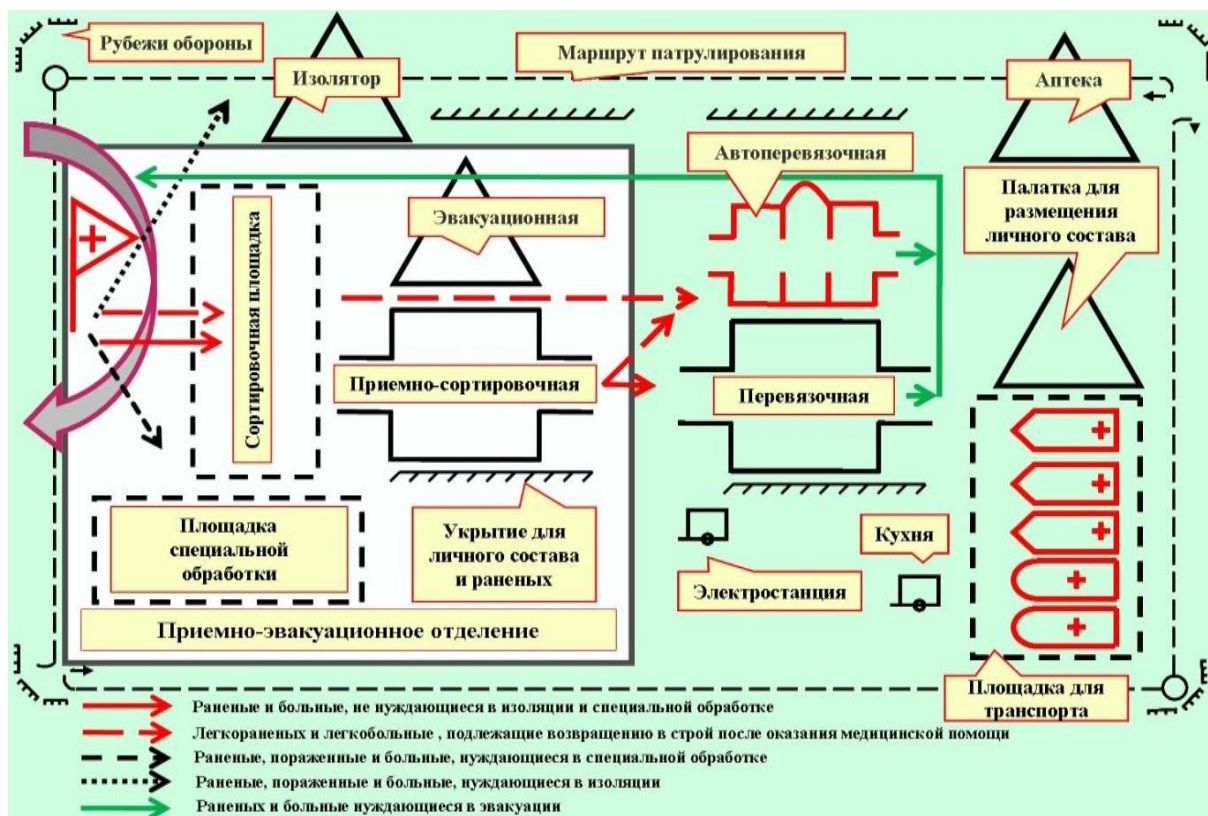 Рубежи обороны
Маршрут патрулирования
Изолятор
Аптека
Автоперевязочная
Палатка для
размещения
личного состава
Эвакуационная
Сортировочная площадка
Приемно-сортировочная
Перевязочная
Площадка
специальной
обработки
Укрытие для
личного состава
и раненых
Кухня
Электростанция
Приемно-эвакуационное отделение
Площадка для
транспорта
Раненые и больные, не нуждающиеся в изоляции и специальной обработке
Легкораненых и легкобольные , подлежащие возвращению в строй после оказания медицинской помощи
Раненые, пораженные и больные, нуждающиеся в специальной обработке
Раненые, пораженные и больные, нуждающиеся в изоляции
Раненых и больные нуждающиеся в эвакуации